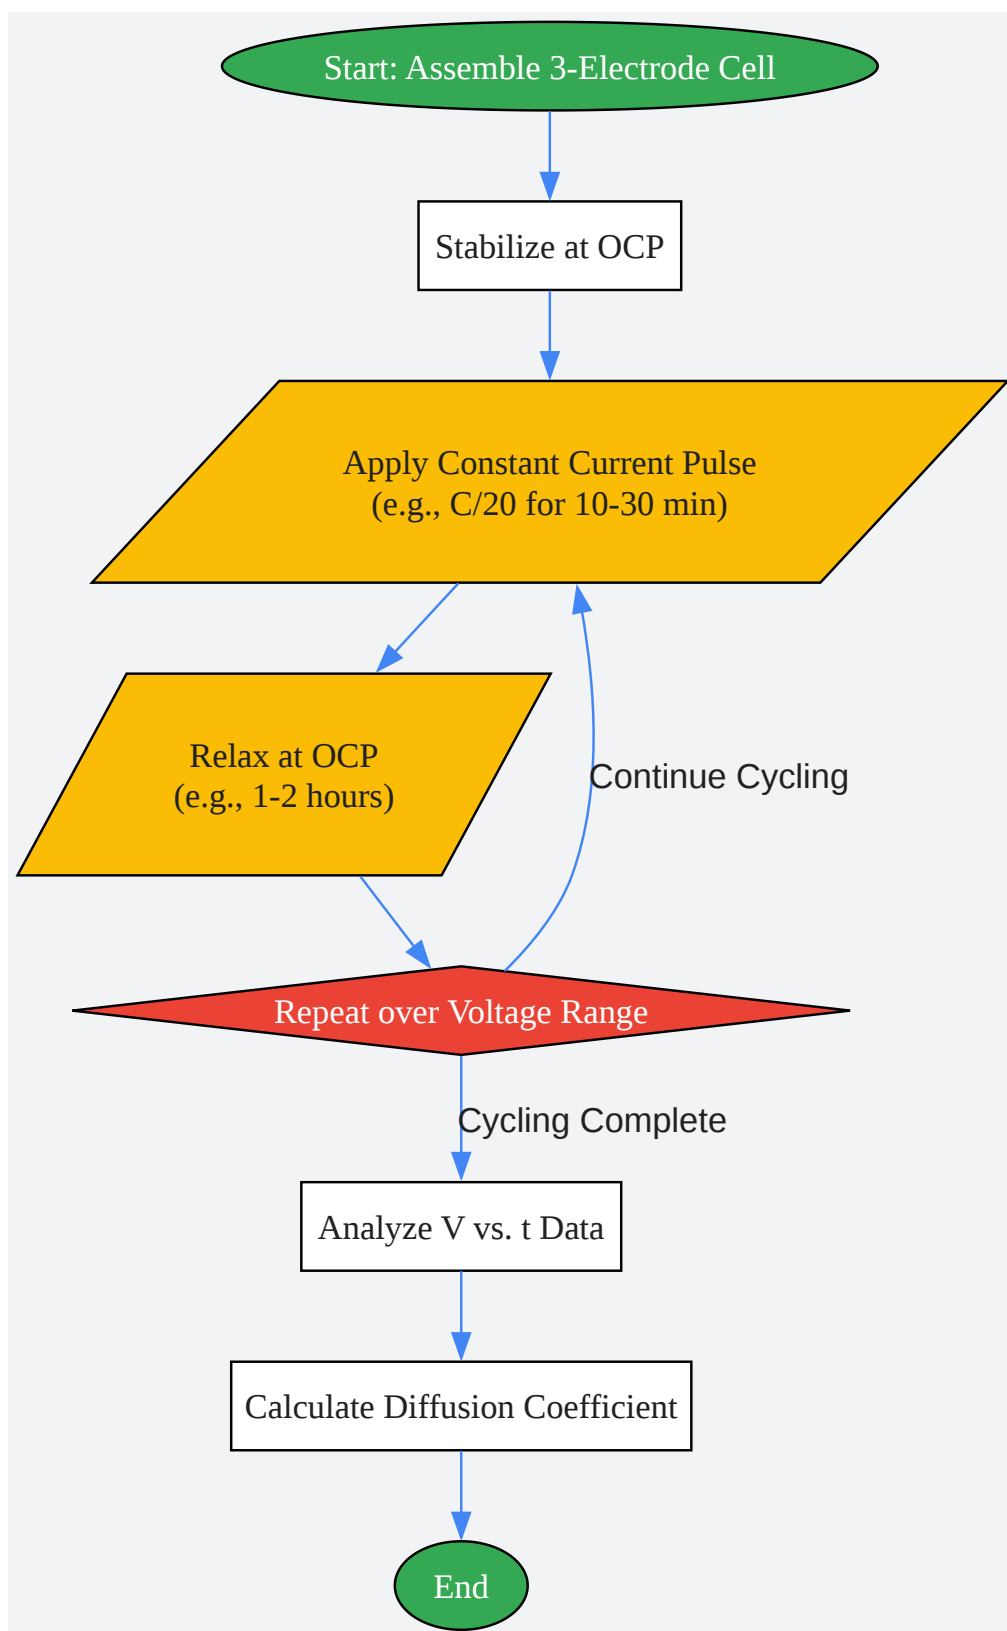 Start: Assemble 3-Electrode Cell
Stabilize at OCP
Apply Constant Current Pulse
(e.g., C/20 for 10-30 min)
Relax at OCP
(e.g., 1-2 hours)
Continue Cycling
Repeat over Voltage Range
Cycling Complete
Analyze V vs. t Data
Calculate Diffusion Coefficient
End